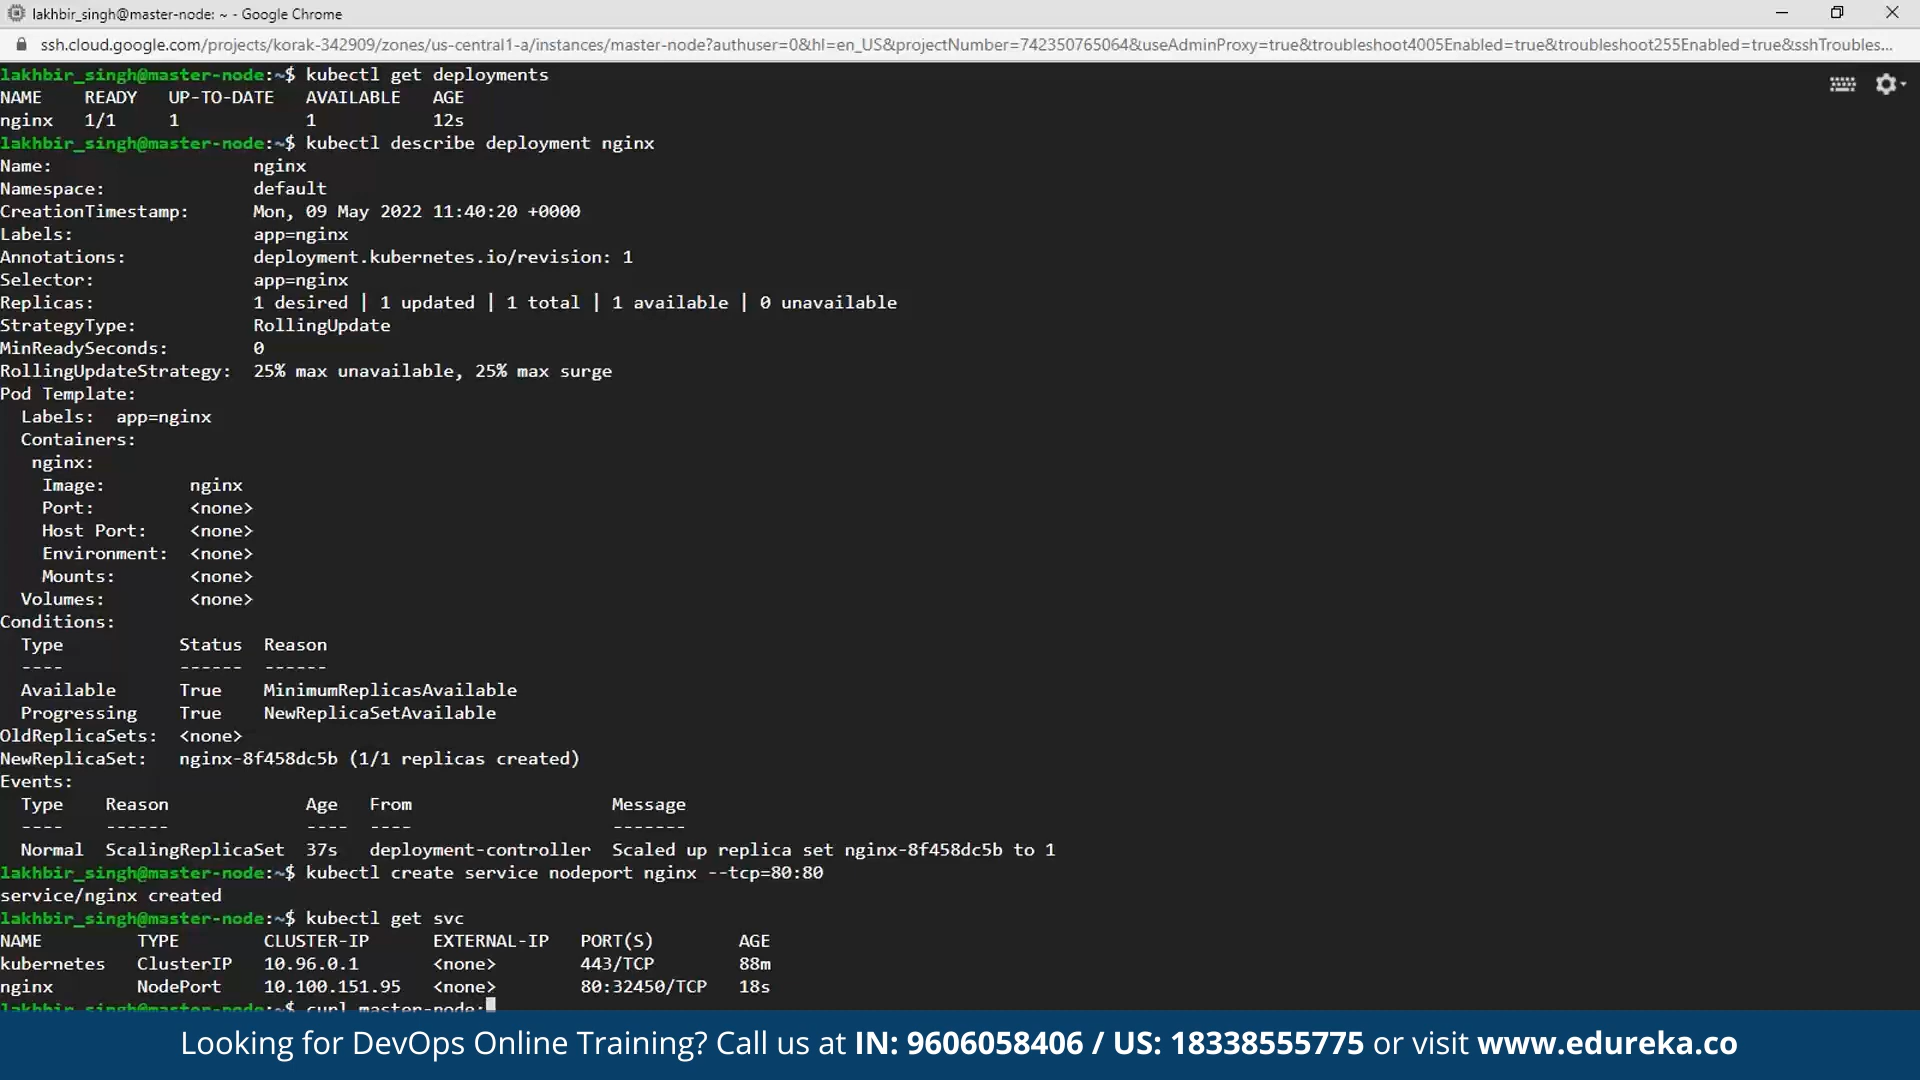 lakhbir_singh@master-node: ~ - Google Chrome
ssh.cloud.google.com/projects/korak-342909/zones/us-central1-a/instances/master-node?authuser=0&hl=en_US&projectNumber=742350765064&useAdminProxy=true&troubleshoot4005Enabled=true&troubleshoot255Enabled=true&sshTroubles...
lakhbir_singh@master-node:~$ kubectl get deployments
NAME    READY   UP-TO-DATE   AVAILABLE   AGE
nginx   1/1     1            1           12s
lakhbir_singh@master-node:~$ kubectl describe deployment nginx
Name:                   nginx
Namespace:              default
CreationTimestamp:      Mon, 09 May 2022 11:40:20 +0000
Labels:                 app=nginx
Annotations:            deployment.kubernetes.io/revision: 1
Selector:               app=nginx
Replicas:               1 desired | 1 updated | 1 total | 1 available | 0 unavailable
StrategyType:           RollingUpdate
MinReadySeconds:        0
RollingUpdateStrategy:  25% max unavailable, 25% max surge
Pod Template:
  Labels:  app=nginx
  Containers:
   nginx:
    Image:        nginx
    Port:         <none>
    Host Port:    <none>
    Environment:  <none>
    Mounts:       <none>
  Volumes:        <none>
Conditions:
  Type           Status  Reason
  ----           ------  ------
  Available      True    MinimumReplicasAvailable
  Progressing    True    NewReplicaSetAvailable
OldReplicaSets:  <none>
NewReplicaSet:   nginx-8f458dc5b (1/1 replicas created)
Events:
  Type    Reason             Age   From                   Message
  ----    ------             ----  ----                   -------
  Normal  ScalingReplicaSet  37s   deployment-controller  Scaled up replica set nginx-8f458dc5b to 1
lakhbir_singh@master-node:~$ kubectl create service nodeport nginx --tcp=80:80
service/nginx created
lakhbir_singh@master-node:~$ kubectl get svc
NAME         TYPE        CLUSTER-IP      EXTERNAL-IP   PORT(S)        AGE
kubernetes   ClusterIP   10.96.0.1       <none>        443/TCP        88m
nginx        NodePort    10.100.151.95   <none>        80:32450/TCP   18s
lakhbir_singh@master-node:~$ curl master-node:
Looking for DevOps Online Training? Call us at IN: 9606058406 / US: 18338555775 or visit www.edureka.co